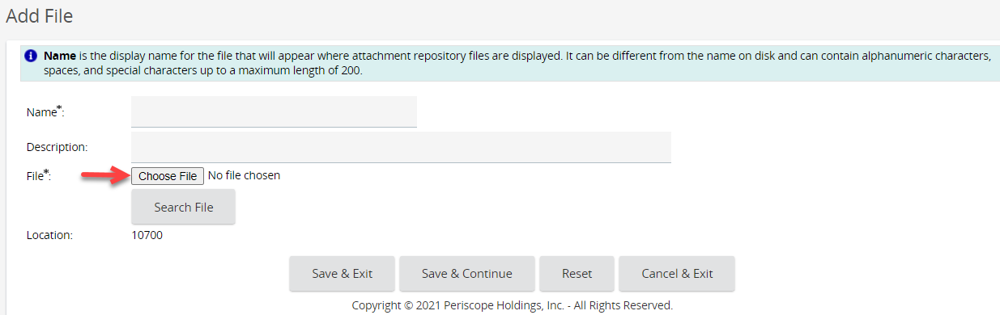 Add File
Name is the display name for the file that will appear where attachment repository files are displayed. It can be different from the name on disk and can contain alphanumeric characters,
spaces, and special characters up to a maximum length of 200.
Name*:
Description:
File*: Choose File No file chosen
Search File
Location: 10700
Save & Exit Save & Continue Reset Cancel & Exit
Copyright © 2021 Periscope Holdings, Inc. - All Rights Reserved.